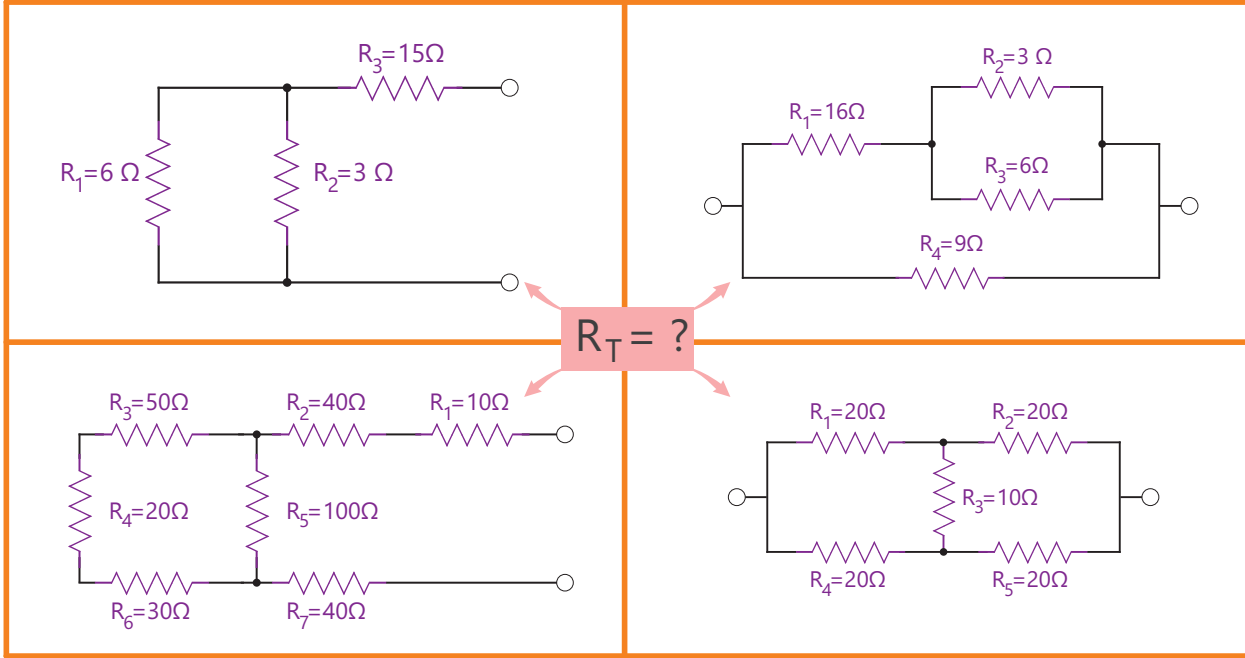 R₃=15Ω
R₁=6 Ω
R₂=3 Ω
R₂=3 Ω
R₁=16Ω
R₃=6Ω
R₄=9Ω
R_T = ?
R₃=50Ω
R₂=40Ω
R₁=10Ω
R₄=20Ω
R₅=100Ω
R₆=30Ω
R₇=40Ω
R₁=20Ω
R₂=20Ω
R₃=10Ω
R₄=20Ω
R₅=20Ω